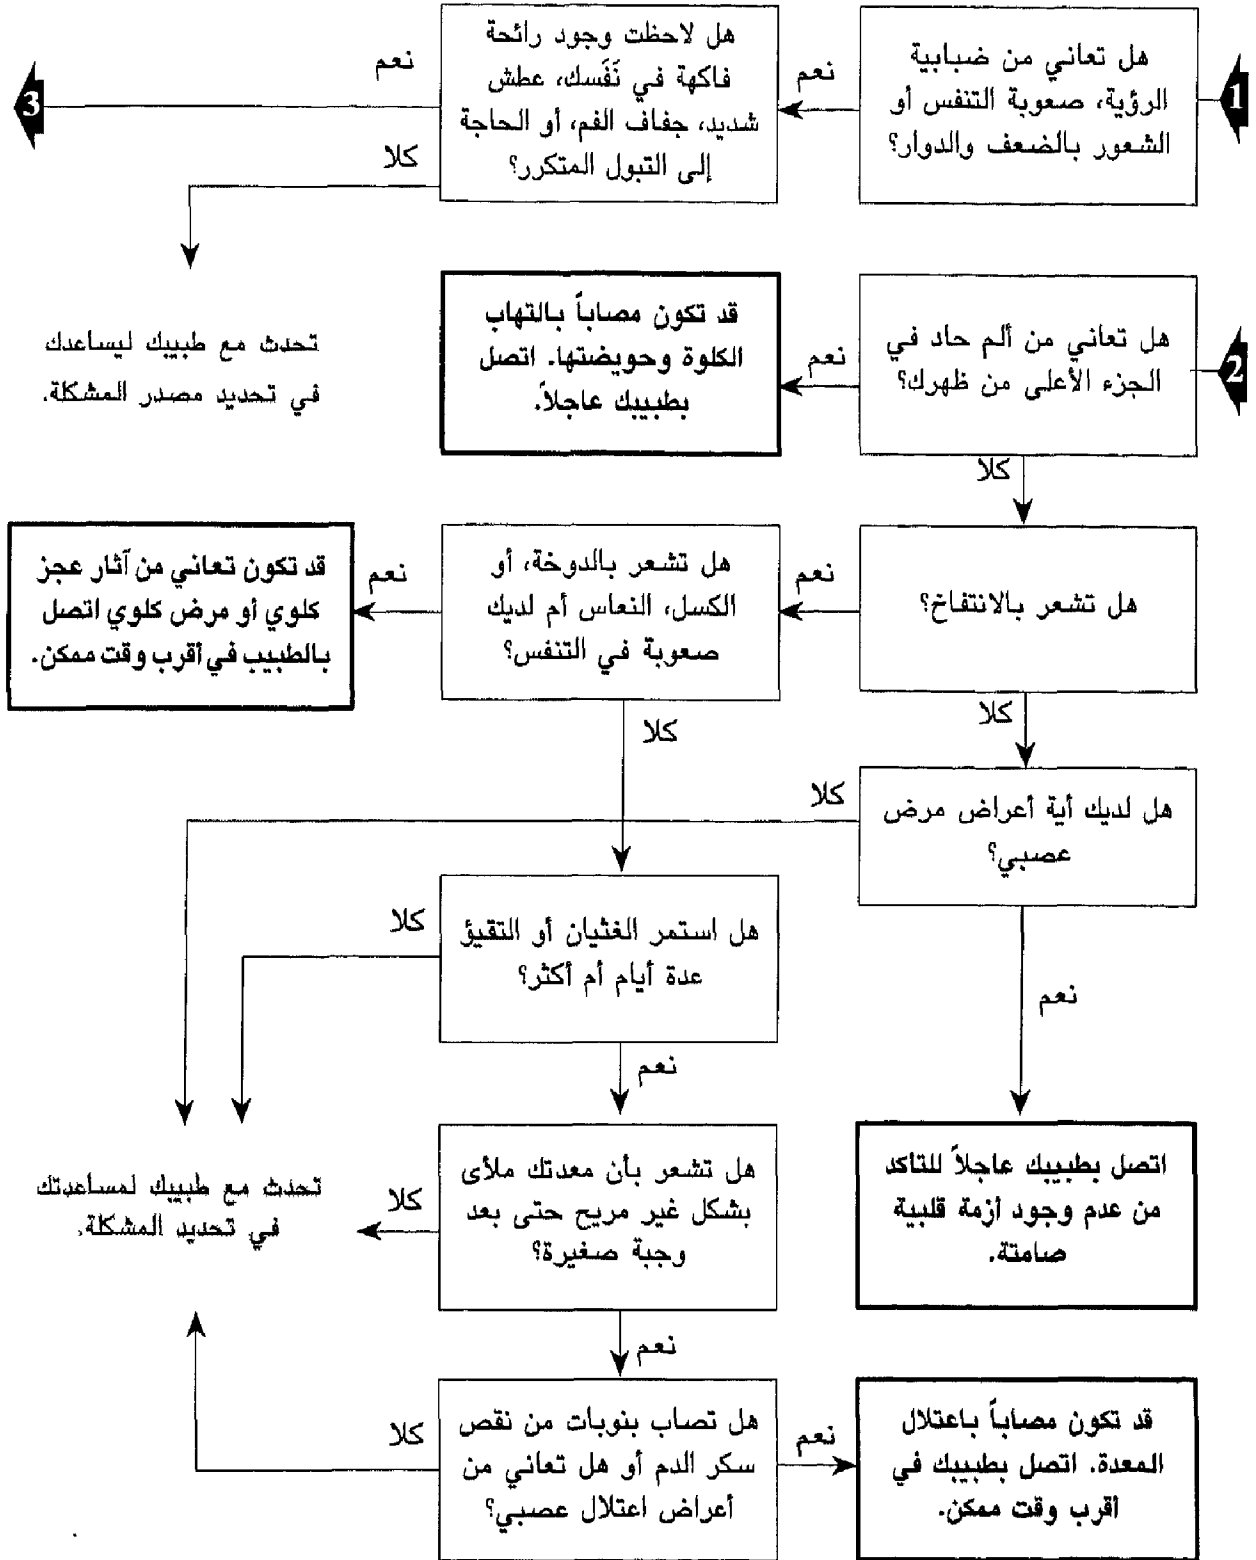 1
هل تعاني من ضبابية
الرؤية، صعوبة التنفس أو
الشعور بالضعف والدوار؟
نعم
هل لاحظت وجود رائحة
فاكهة في نَفَسك، عطش
شديد، جفاف الفم، أو الحاجة
إلى التبول المتكرر؟
نعم
3
كلا
تحدث مع طبيبك ليساعدك
في تحديد مصدر المشكلة.
2
هل تعاني من ألم حاد في
الجزء الأعلى من ظهرك؟
نعم
قد تكون مصاباً بالتهاب
الكلوة وحويضتها. اتصل
بطبيبك عاجلاً.
كلا
هل تشعر بالانتفاخ؟
نعم
هل تشعر بالدوخة، أو
الكسل، النعاس أم لديك
صعوبة في التنفس؟
نعم
قد تكون تعاني من آثار عجز
كلوي أو مرض كلوي اتصل
بالطبيب في أقرب وقت ممكن.
كلا
كلا
هل لديك أية أعراض مرض
عصبي؟
كلا
هل استمر الغثيان أو التقيؤ
عدة أيام أم أكثر؟
كلا
نعم
نعم
اتصل بطبيبك عاجلاً للتاكد
من عدم وجود أزمة قلبية
صامتة.
هل تشعر بأن معدتك ملأى
بشكل غير مريح حتى بعد
وجبة صغيرة؟
كلا
تحدث مع طبيبك لمساعدتك
في تحديد المشكلة.
نعم
هل تصاب بنوبات من نقص
سكر الدم أو هل تعاني من
أعراض اعتلال عصبي؟
كلا
نعم
قد تكون مصاباً باعتلال
المعدة. اتصل بطبيبك في
أقرب وقت ممكن.